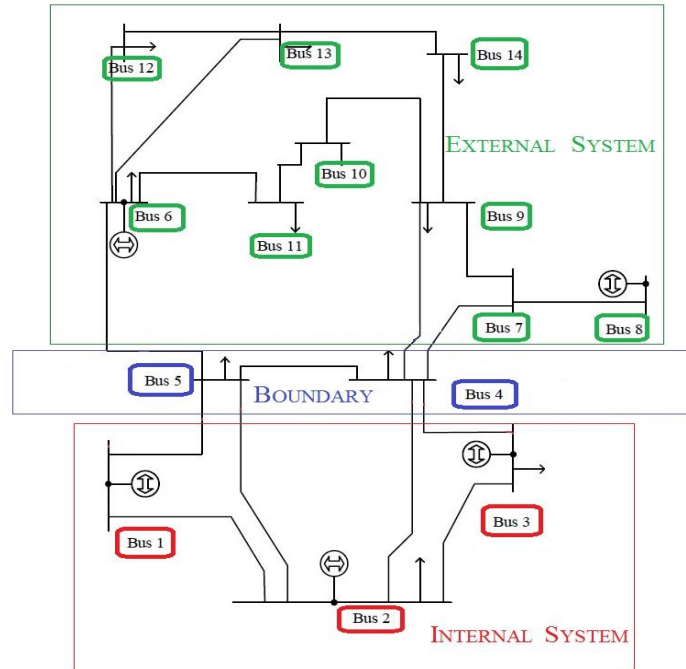 Bus 12
Bus 13
Bus 14
EXTERNAL SYSTEM
Bus 10
Bus 6
Bus 11
Bus 9
Bus 7
Bus 8
Bus 5
BOUNDARY
Bus 4
Bus 1
Bus 3
Bus 2
INTERNAL SYSTEM